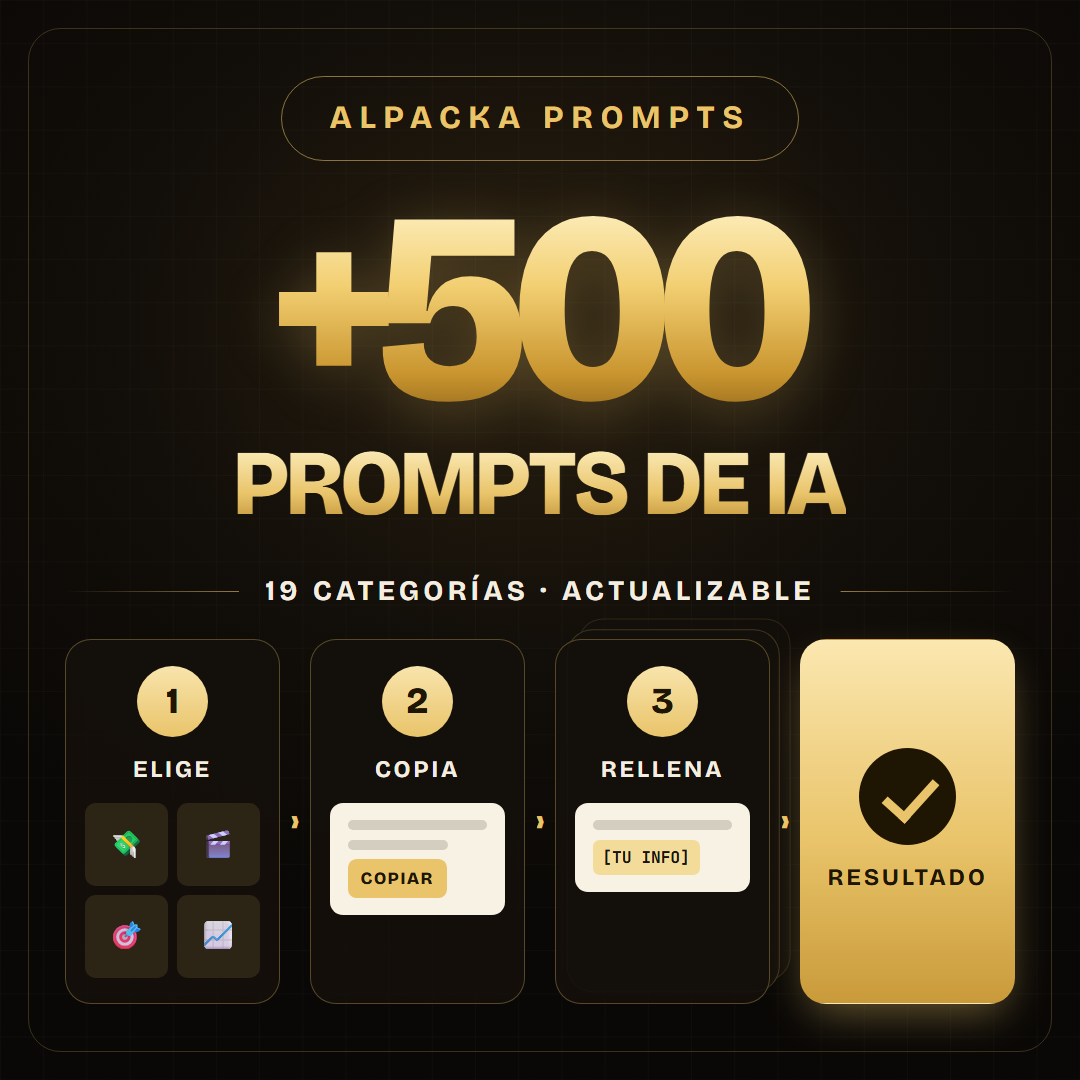 ALPACKA PROMPTS
+500
PROMPTS DE IA
19 CATEGORÍAS · ACTUALIZABLE
1
ELIGE
2
COPIA
COPIAR
3
RELLENA
[TU INFO]
RESULTADO